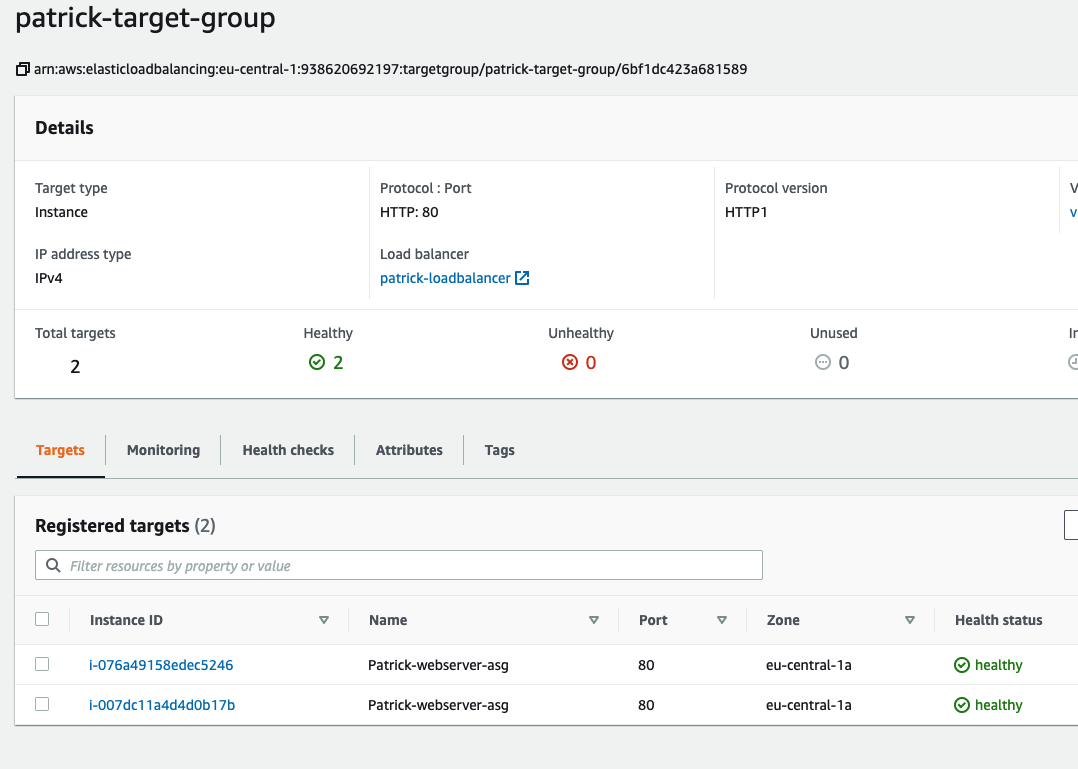 patrick-target-group
arn:aws:elasticloadbalancing:eu-central-1:938620692197:targetgroup/patrick-target-group/6bf1dc423a681589
Details
Target type
Instance
Protocol : Port
HTTP: 80
Protocol version
HTTP1
V
v
IP address type
IPv4
Load balancer
patrick-loadbalancer
Total targets
2
Healthy
2
Unhealthy
0
Unused
0
In
Targets Monitoring Health checks Attributes Tags
Registered targets (2)
Filter resources by property or value
Instance ID Name Port Zone Health status
i-076a49158edec5246 Patrick-webserver-asg 80 eu-central-1a healthy
i-007dc11a4d4d0b17b Patrick-webserver-asg 80 eu-central-1a healthy